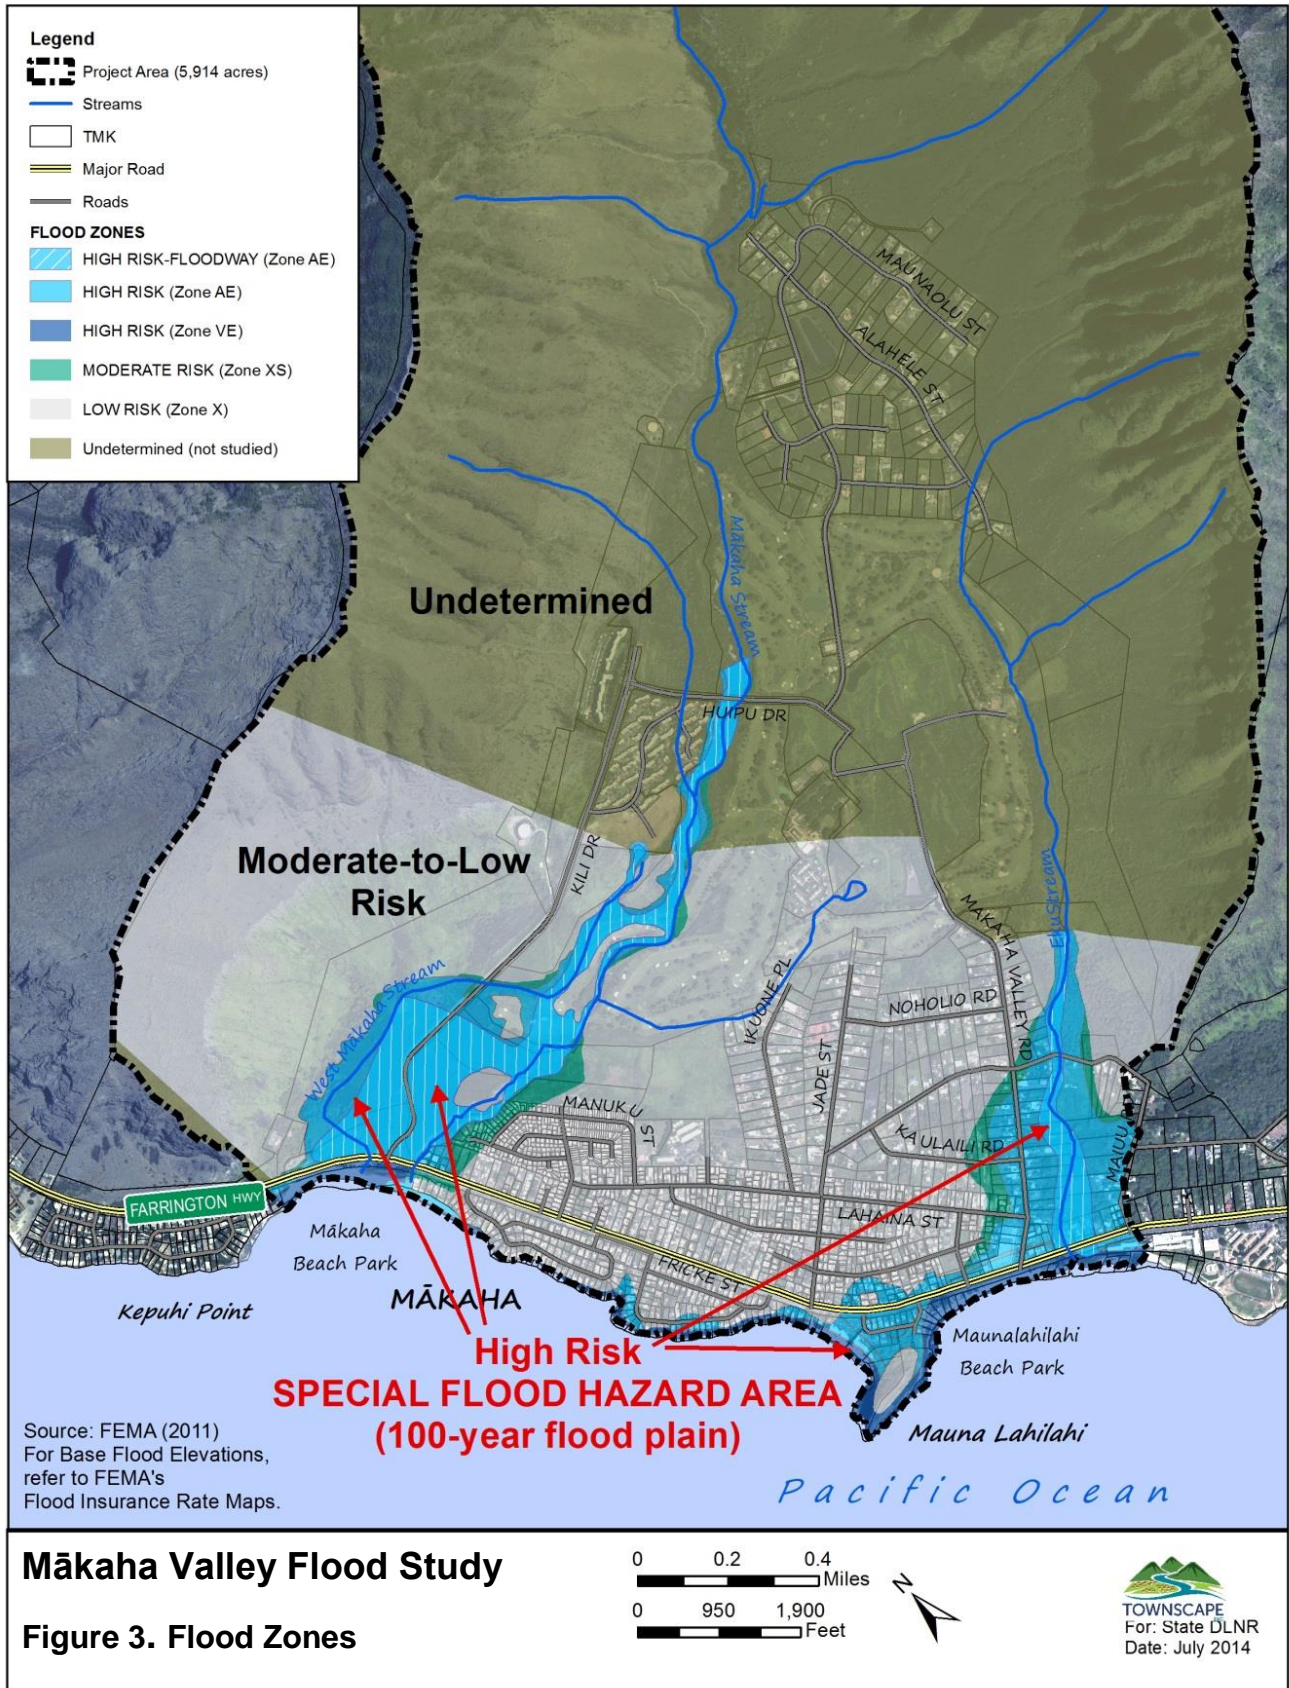 Legend
Project Area (5,914 acres)
Streams
TMK
Major Road
Roads
FLOOD ZONES
HIGH RISK-FLOODWAY (Zone AE)
HIGH RISK (Zone AE)
HIGH RISK (Zone VE)
MODERATE RISK (Zone XS)
LOW RISK (Zone X)
Undetermined (not studied)
MAUNAOLU ST
ALAHELE ST
Mākaha Stream
Undetermined
HUIPU DR
Moderate-to-Low
Risk
KILI DR
MAKAHA VALLEY RD
Eku Stream
West Mākaha Stream
IKUONE PL
NOHOLIO RD
JADE ST
MANUKU
ST
KAULAILI RD
MAIUU
LAHAINA ST
FARRINGTON HWY
Mākaha
Beach Park
FRICKE ST
Kepuhi Point
MĀKAHA
Maunalahilahi
Beach Park
High Risk
SPECIAL FLOOD HAZARD AREA
(100-year flood plain)
Mauna Lahilahi
Pacific Ocean
Source: FEMA (2011)
For Base Flood Elevations,
refer to FEMA's
Flood Insurance Rate Maps.
Mākaha Valley Flood Study
Figure 3. Flood Zones
0 0.2 0.4
Miles
0 950 1,900
Feet
N
TOWNSCAPE
For: State DLNR
Date: July 2014